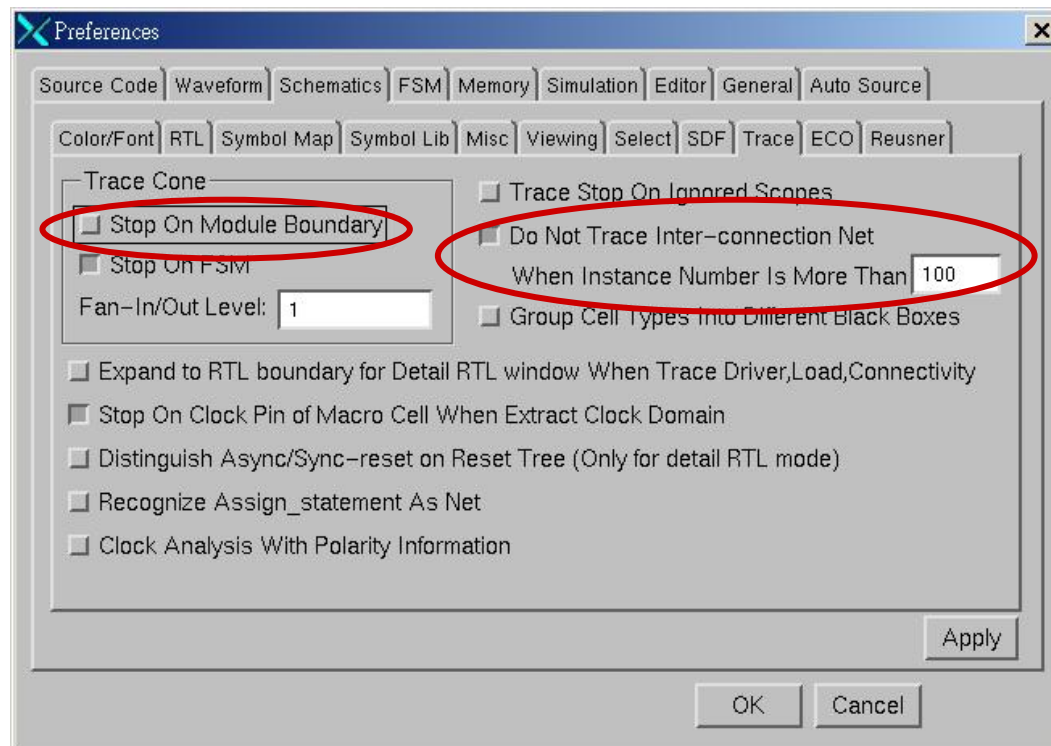 Preferences
Source Code Waveform Schematics FSM Memory Simulation Editor General Auto Source
Color/Font RTL Symbol Map Symbol Lib Misc Viewing Select SDF Trace ECO Reusner
Trace Cone
Stop On Module Boundary
Stop On FSM
Fan-In/Out Level: 1
Trace Stop On Ignored Scopes
Do Not Trace Inter-connection Net
When Instance Number Is More Than 100
Group Cell Types Into Different Black Boxes
Expand to RTL boundary for Detail RTL window When Trace Driver,Load,Connectivity
Stop On Clock Pin of Macro Cell When Extract Clock Domain
Distinguish Async/Sync-reset on Reset Tree (Only for detail RTL mode)
Recognize Assign_statement As Net
Clock Analysis With Polarity Information
Apply
OK Cancel